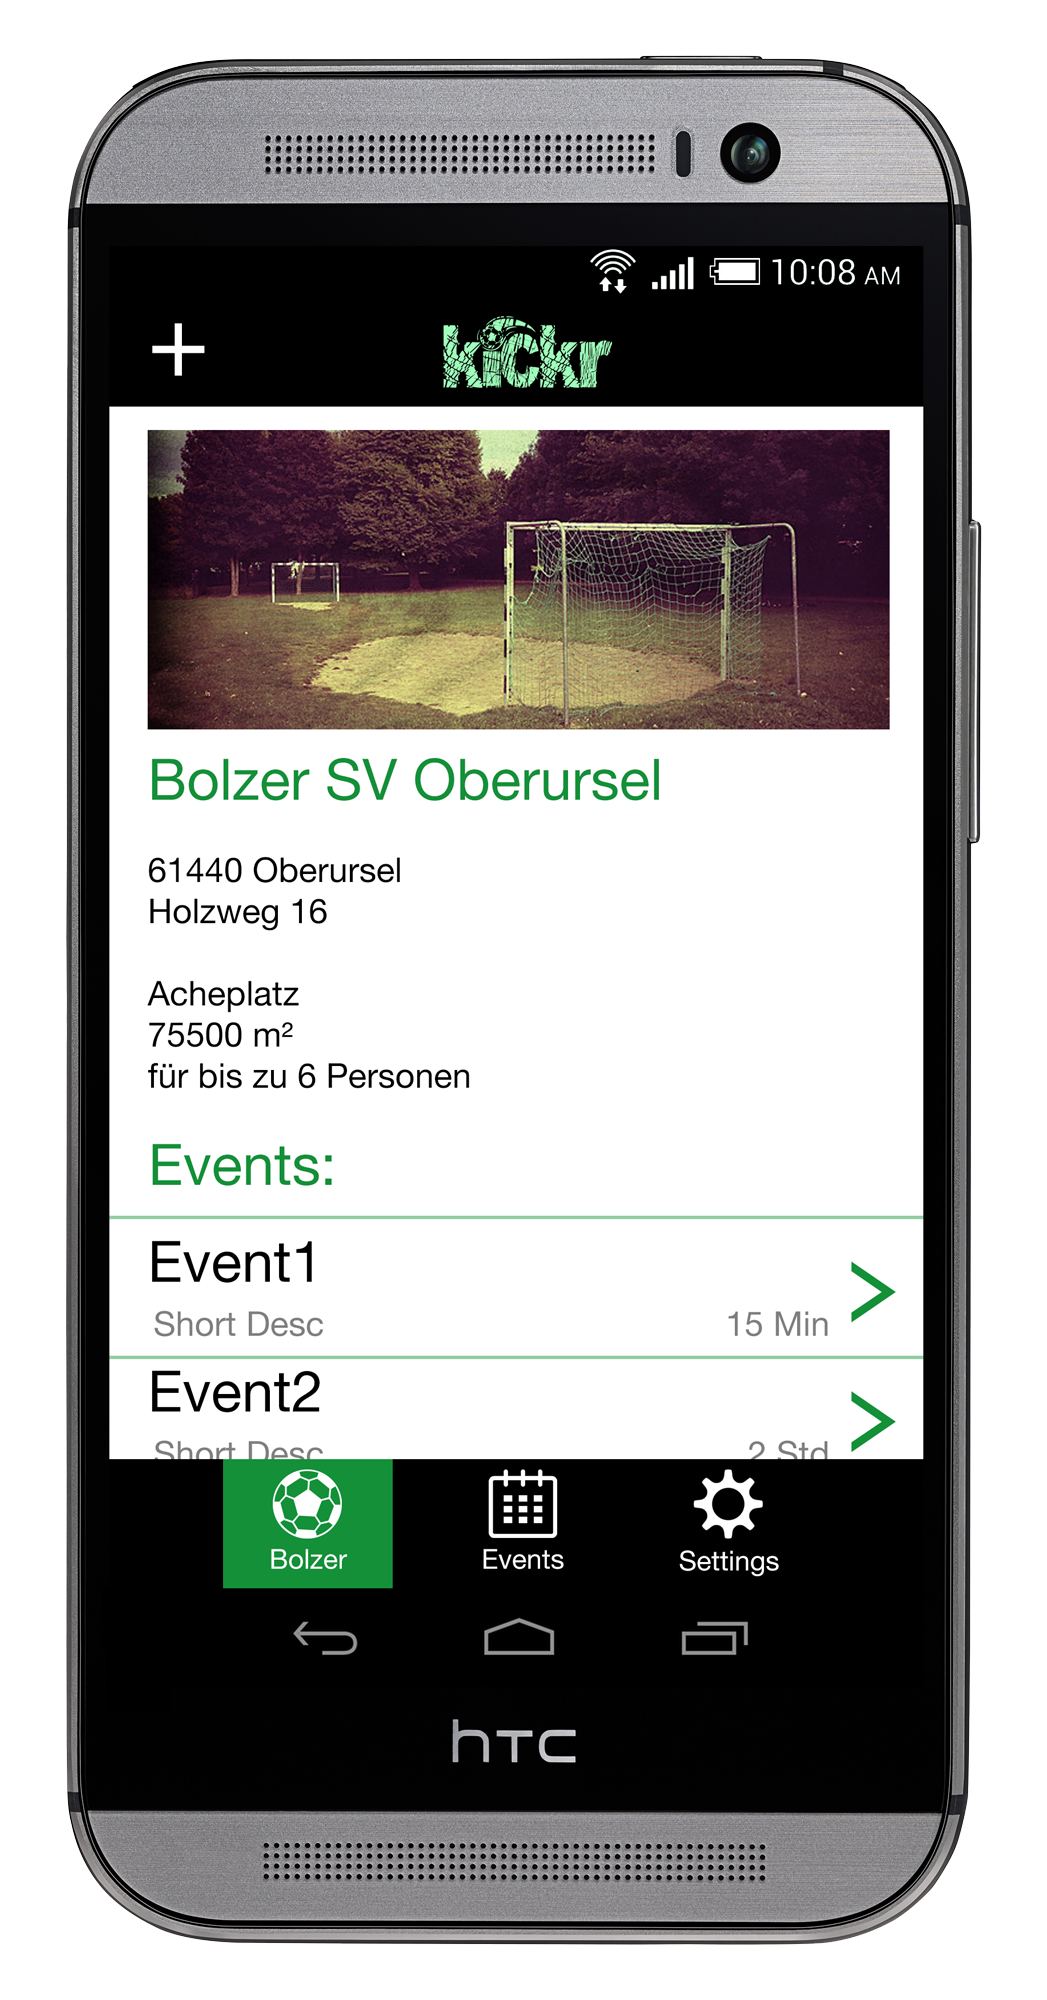 10:08 AM
kickr
Bolzer SV Oberursel
61440 Oberursel
Holzweg 16
Acheplatz
75500 m²
für bis zu 6 Personen
Events:
Event1
Short Desc
15 Min
Event2
Short Desc
2 Std
Bolzer
Events
Settings
hTC